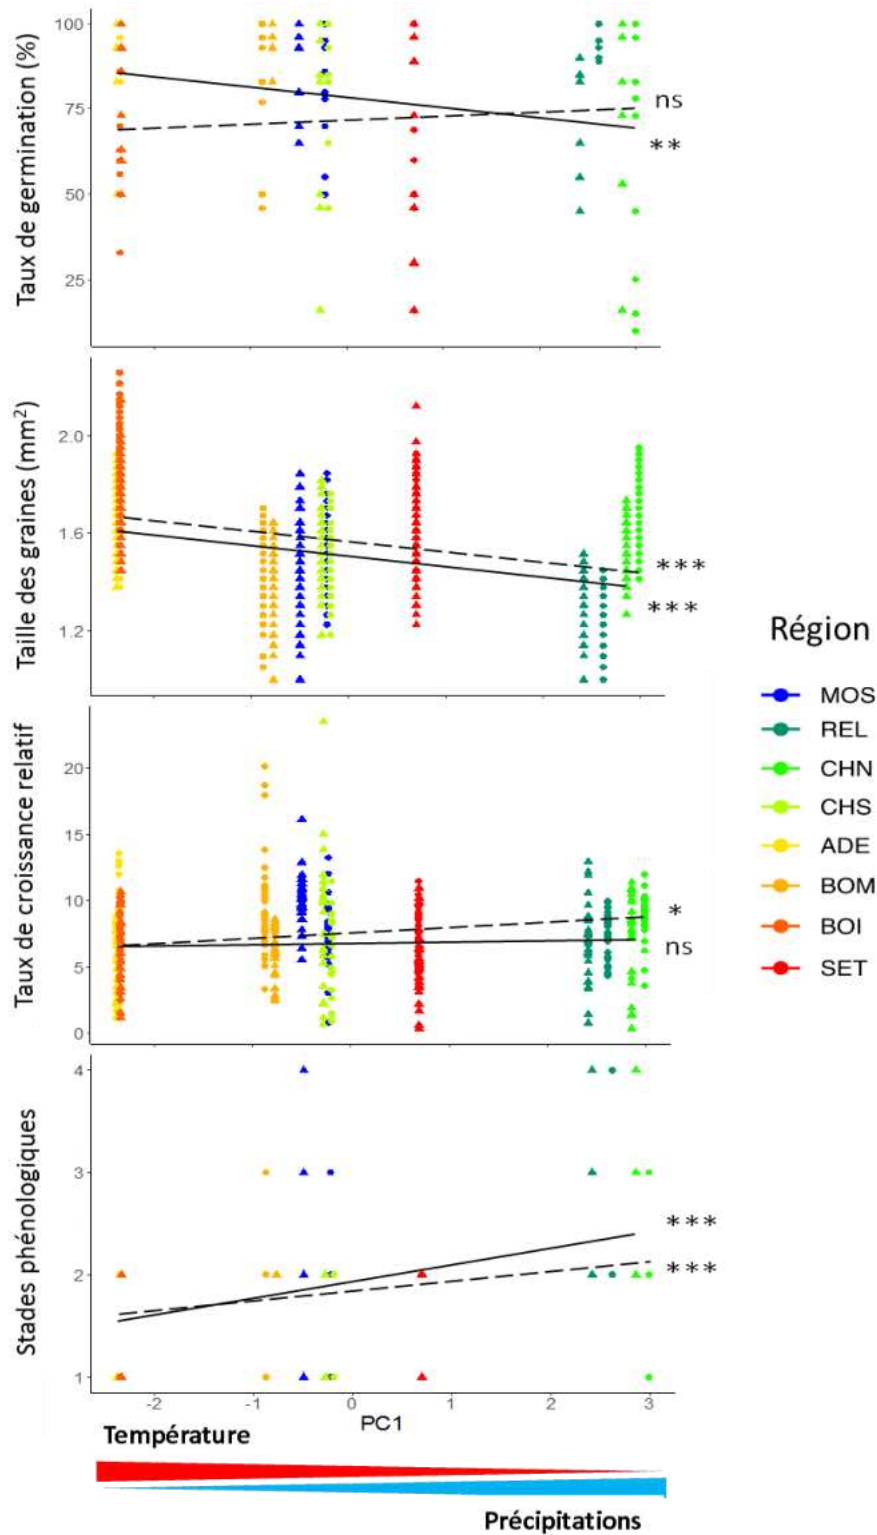 Taux de germination (%)
100
75
50
25
ns
**
Taille des graines (mm²)
2.0
1.6
1.2
***
***
Taux de croissance relatif
20
15
10
5
0
*
ns
Stades phénologiques
4
3
2
1
***
***
-2
-1
0
1
2
3
PC1
Température
Précipitations
Région
MOS
REL
CHN
CHS
ADE
BOM
BOI
SET